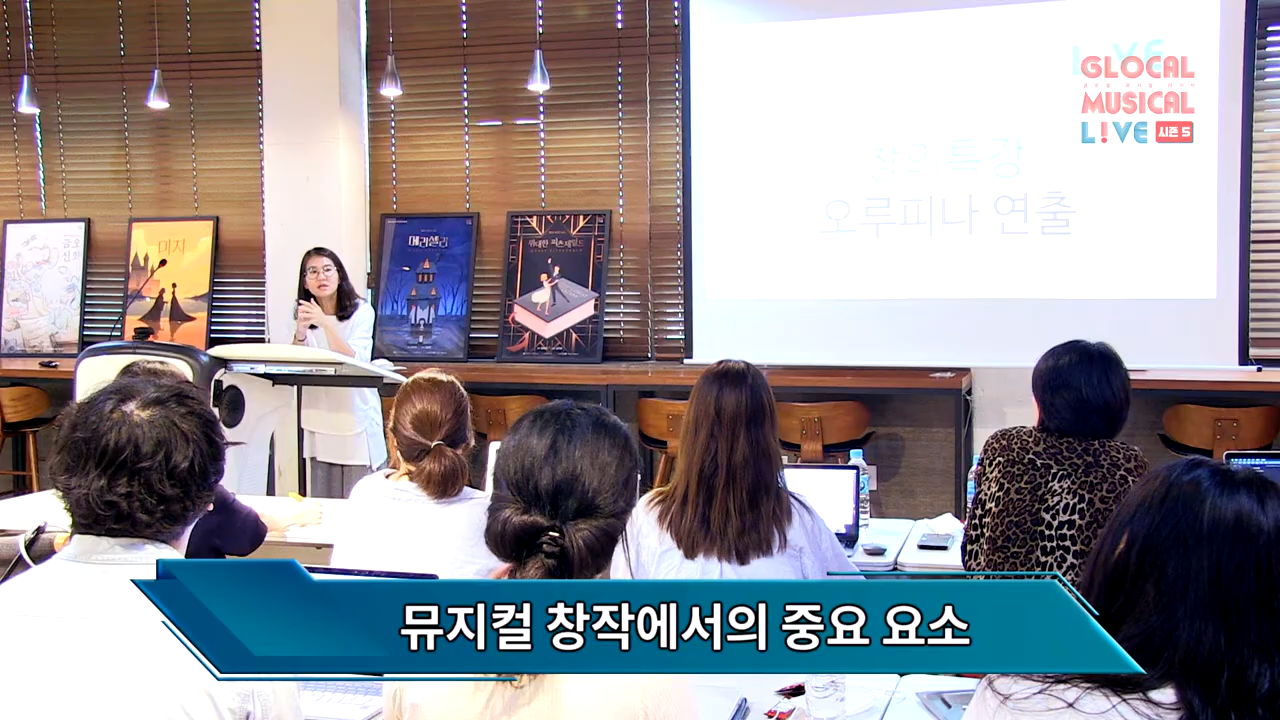 GLOCAL
MUSICAL
L!VE 시즌 5
창의 특강
오루피나 연출
미치
메리셸리
위대한 피츠제럴드
뮤지컬 창작에서의 중요 요소